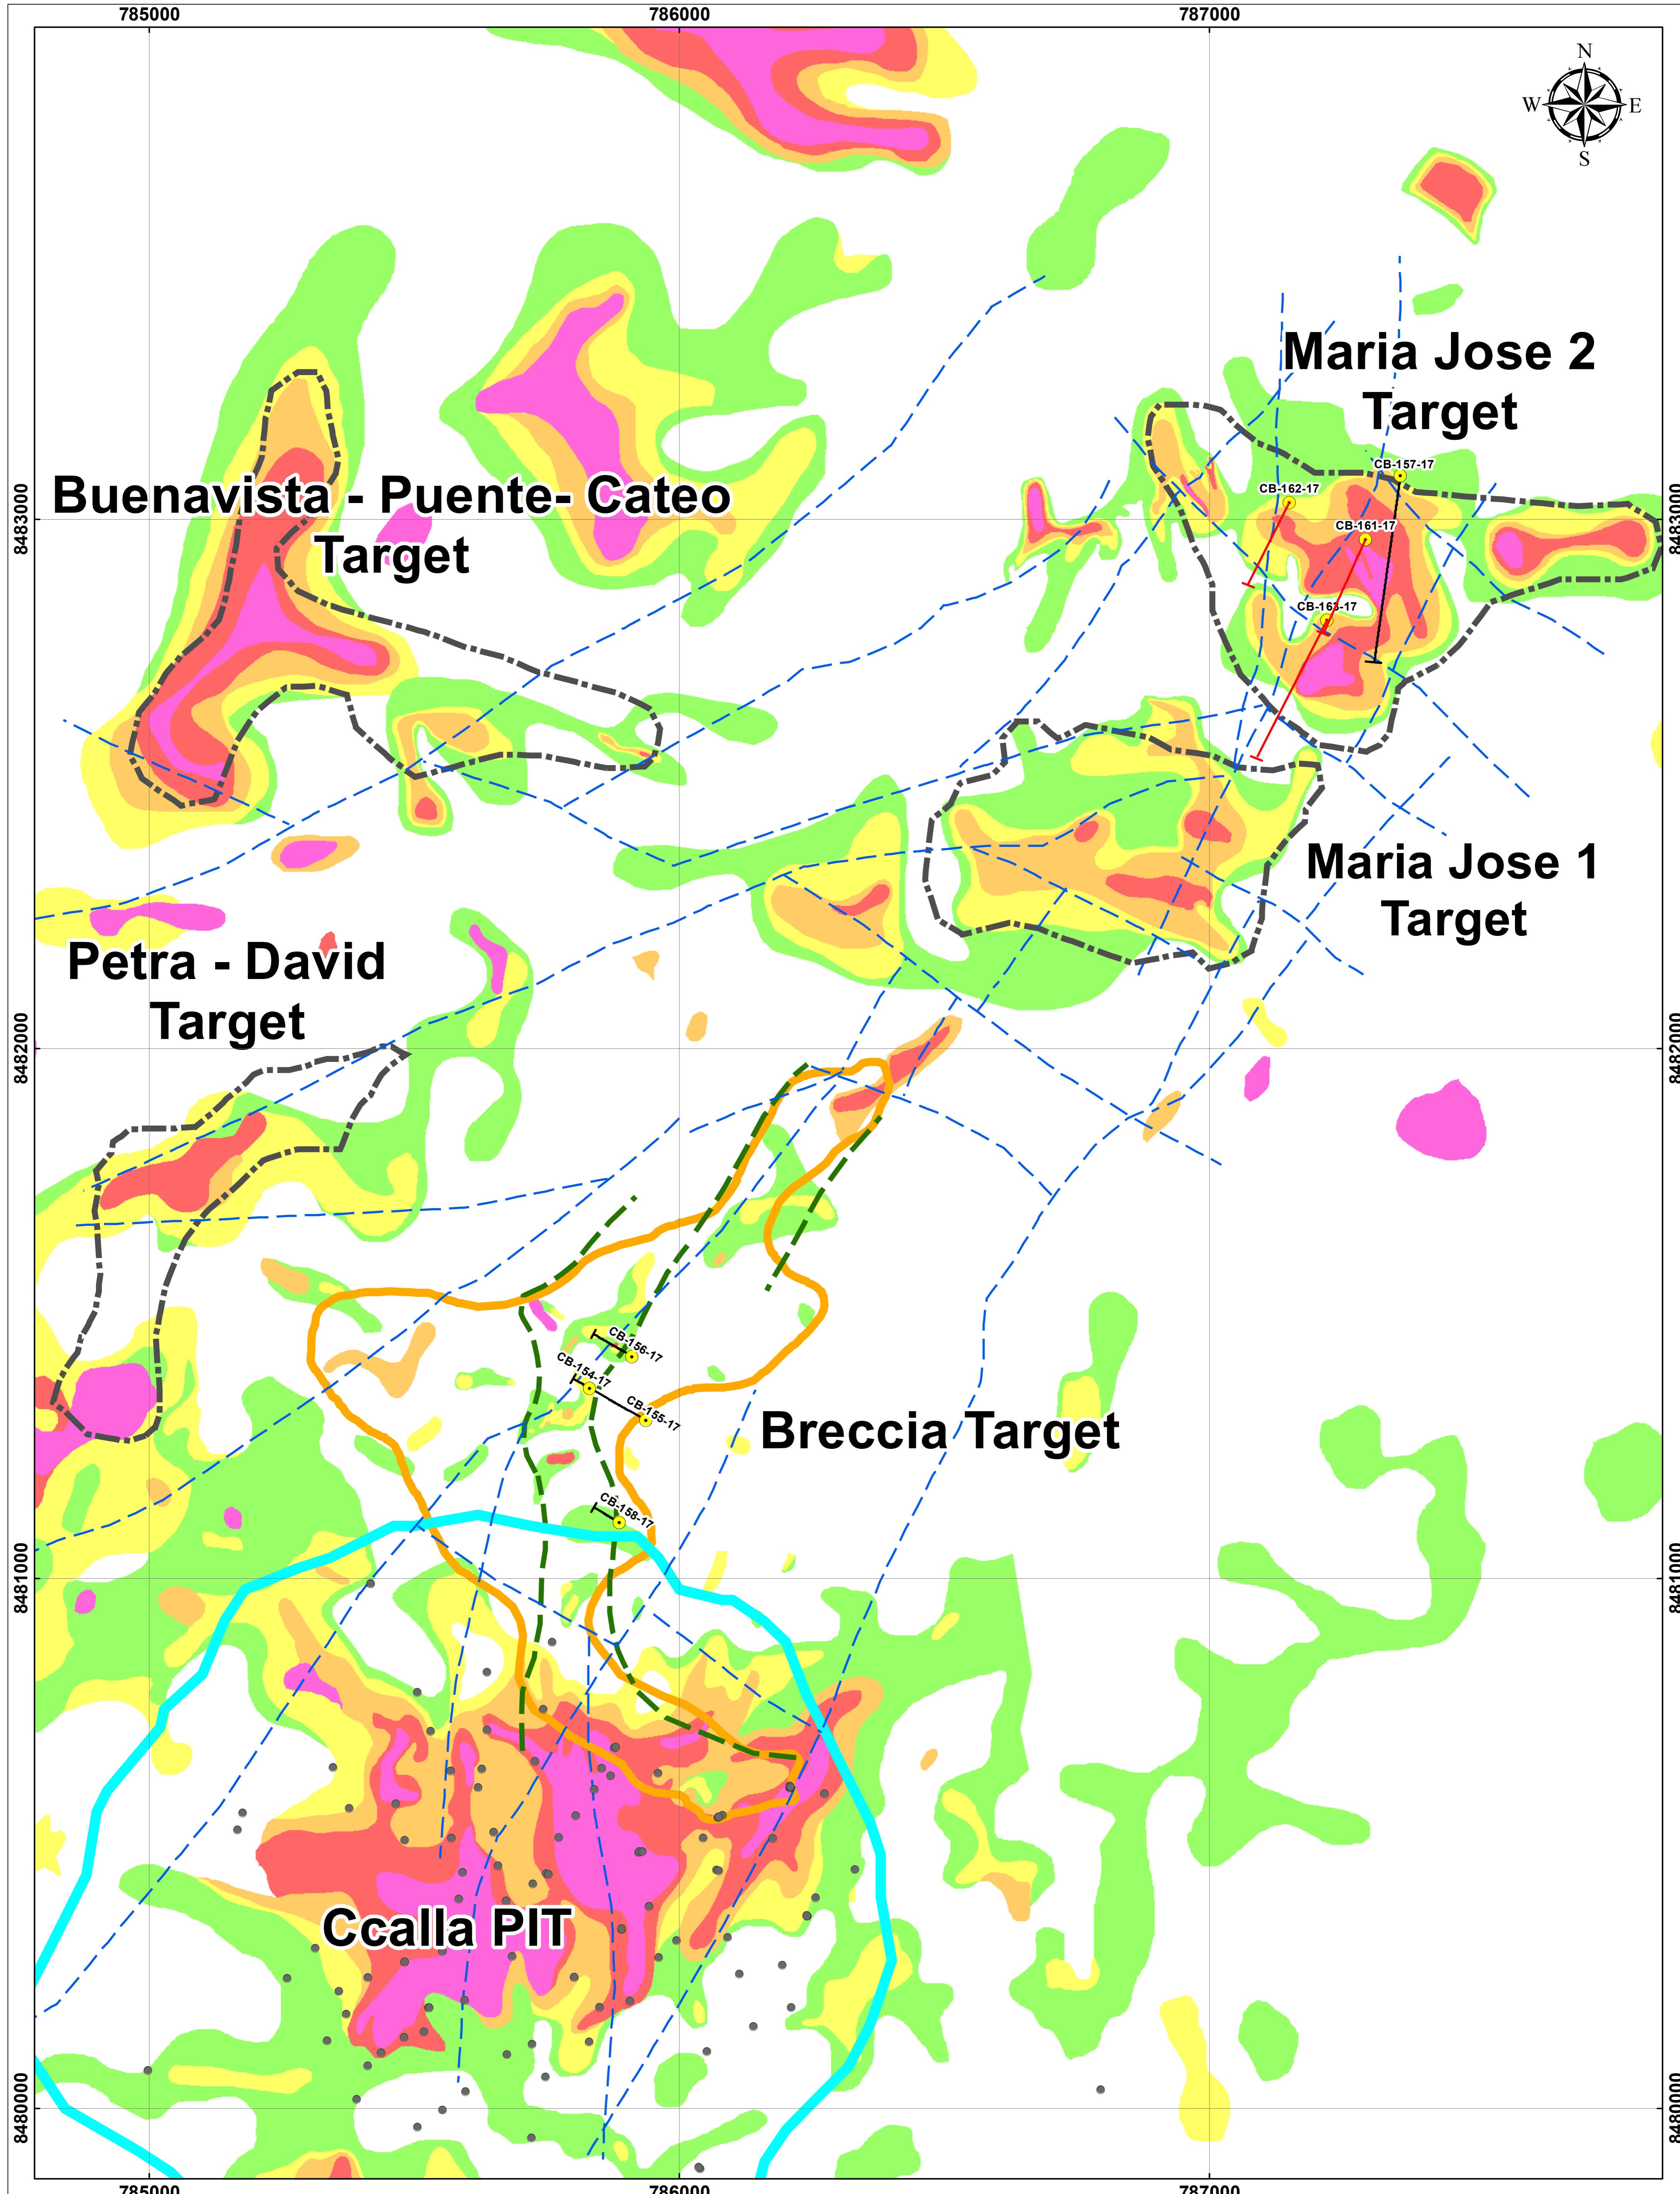 785000
786000
787000
N
W
E
S
Maria Jose 2
Target
CB-157-17
Buenavista - Puente- Cateo
Target
CB-162-17
8483000
8483000
CB-161-17
CB-163-17
Maria Jose 1
Target
Petra - David
Target
8482000
8482000
CB-156-17
CB-154-17
CB-155-17
Breccia Target
CB-158-17
8481000
8481000
Ccalla PIT
8480000
8480000
785000
786000
787000